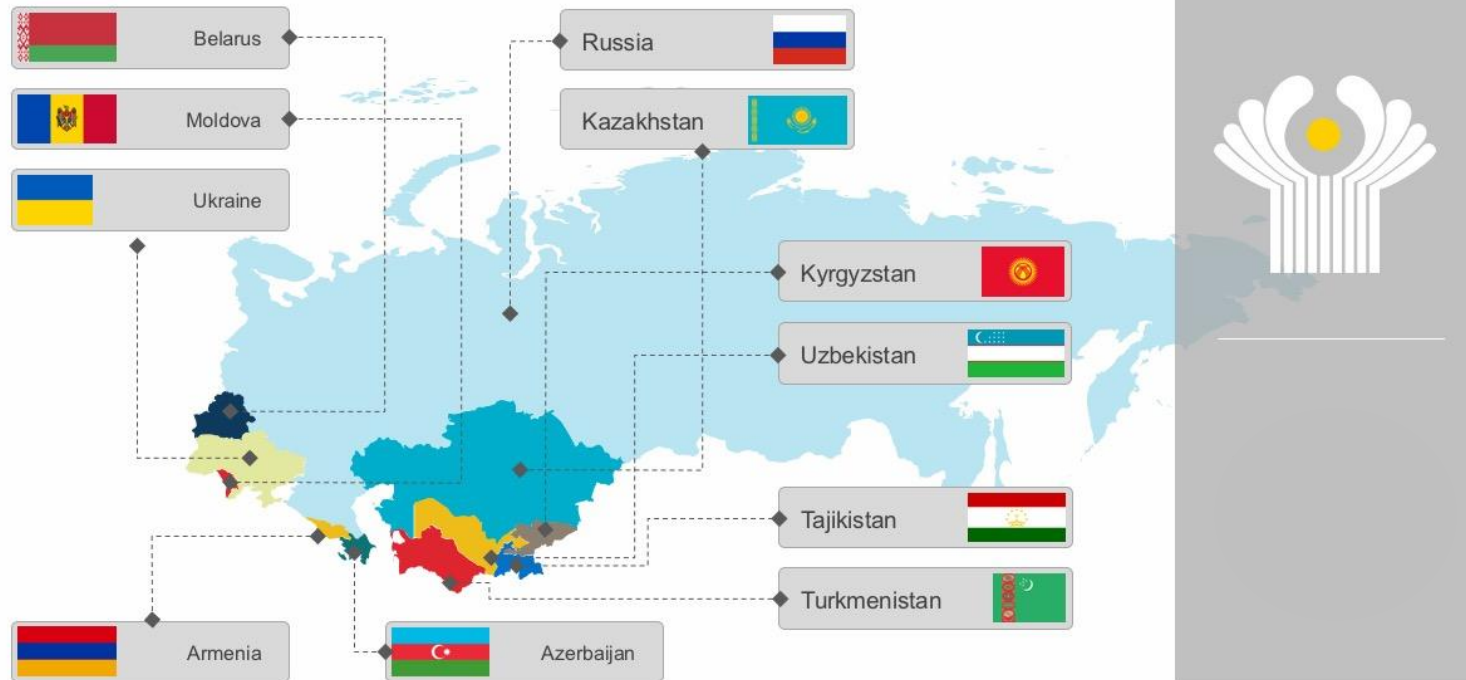 Belarus
Russia
Moldova
Kazakhstan
Ukraine
Kyrgyzstan
Uzbekistan
Tajikistan
Turkmenistan
Armenia
Azerbaijan